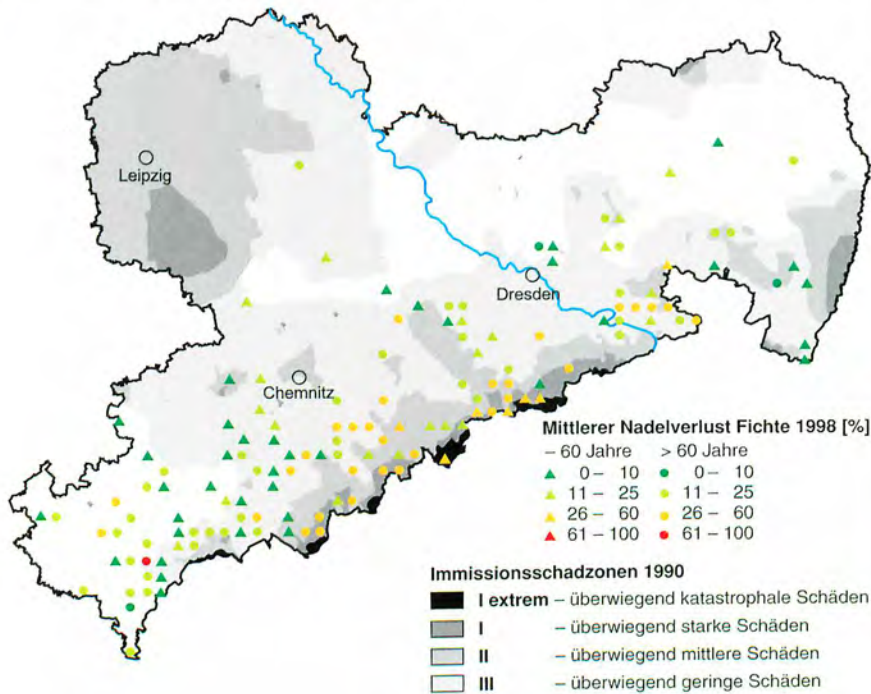 Leipzig
Dresden
Chemnitz
Mittlerer Nadelverlust Fichte 1998 [%]
– 60 Jahre > 60 Jahre
0 – 10 0 – 10
11 – 25 11 – 25
26 – 60 26 – 60
61 – 100 61 – 100
Immissionsschadzonen 1990
I extrem – überwiegend katastrophale Schäden
I – überwiegend starke Schäden
II – überwiegend mittlere Schäden
III – überwiegend geringe Schäden